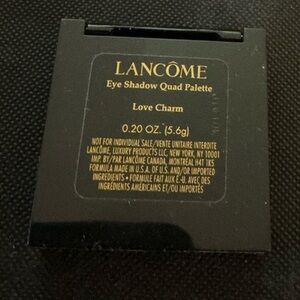 LANCÔME
Eye Shadow Quad Palette
Love Charm
0.20 OZ. (5.6g)
NOT FOR INDIVIDUAL SALE/VENTE UNITAIRE INTERDITE
LANCÔME, LUXURY PRODUCTS LLC, NEW YORK, NY 10001
IMP. BY/PAR LANCÔME CANADA, MONTRÉAL H4T 1K5
FORMULA MADE IN U.S.A. OF U.S. AND/OR IMPORTED
INGREDIENTS • FORMULE FAIT AUX É.-U. AVEC DES
INGRÉDIENTS AMÉRICAINS ET/OU IMPORTÉS